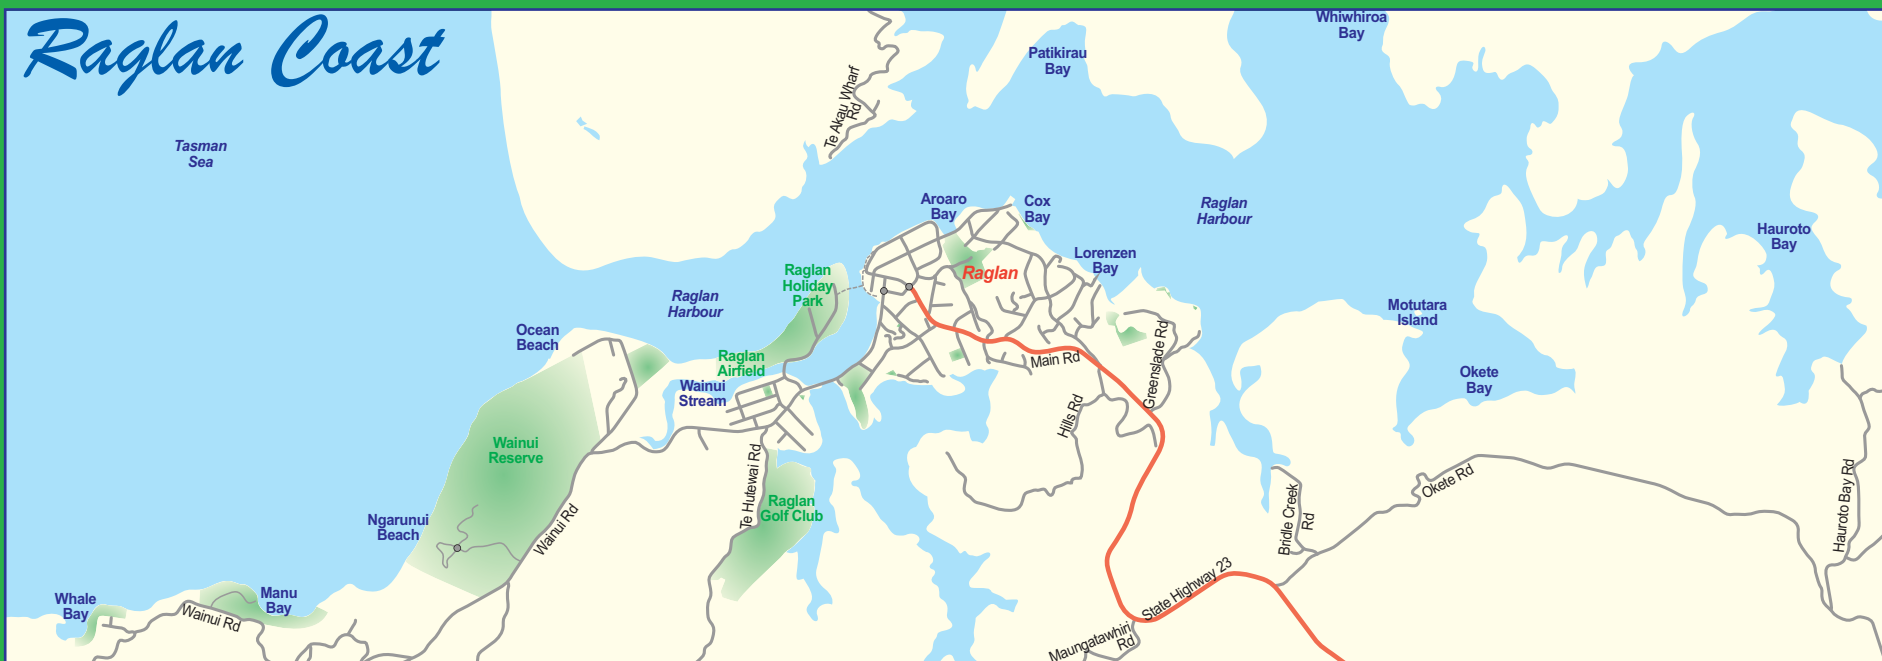 Raglan Coast
Whiwhiroa
Bay
Patikirau
Bay
Te Akau Wharf
Rd
Tasman
Sea
Aroaro
Bay
Cox
Bay
Raglan
Harbour
Hauroto
Bay
Lorenzen
Bay
Raglan
Raglan
Holiday
Park
Raglan
Harbour
Motutara
Island
Ocean
Beach
Raglan
Airfield
Main Rd
Greenslade Rd
Okete
Bay
Wainui
Stream
Hills Rd
Wainui
Reserve
Te Hutewai Rd
Raglan
Golf Club
Okete Rd
Bridle Creek
Rd
Hauroto Bay Rd
Ngarunui
Beach
Wainui Rd
State Highway 23
Whale
Bay
Manu
Bay
Wainui Rd
Maungatawhiri
Rd